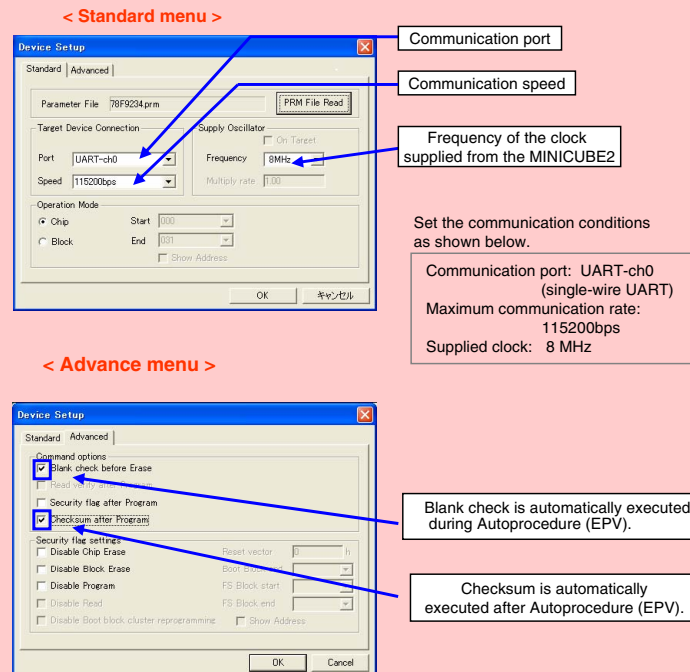 < Standard menu >
Device Setup
Standard Advanced
Parameter File 78F9234.prm PRM File Read
Target Device Connection Supply Oscillator
On Target
Port UART-ch0 Frequency 8MHz
Speed 115200bps Multiply rate 1.00
Operation Mode
Chip Start 000
Block End 031
Show Address
OK キャンセル
Communication port
Communication speed
Frequency of the clock
supplied from the MINICUBE2
Set the communication conditions
as shown below.
Communication port: UART-ch0
(single-wire UART)
Maximum communication rate:
115200bps
Supplied clock: 8 MHz
< Advance menu >
Device Setup
Standard Advanced
Command options
Blank check before Erase
Read verify after Program
Security flag after Program
Checksum after Program
Security flag settings
Disable Chip Erase Reset vector 0 h
Disable Block Erase Boot Block end
Disable Program FS Block start
Disable Read FS Block end
Disable Boot block cluster reprogramming Show Address
OK Cancel
Blank check is automatically executed
during Autoprocedure (EPV).
Checksum is automatically
executed after Autoprocedure (EPV).